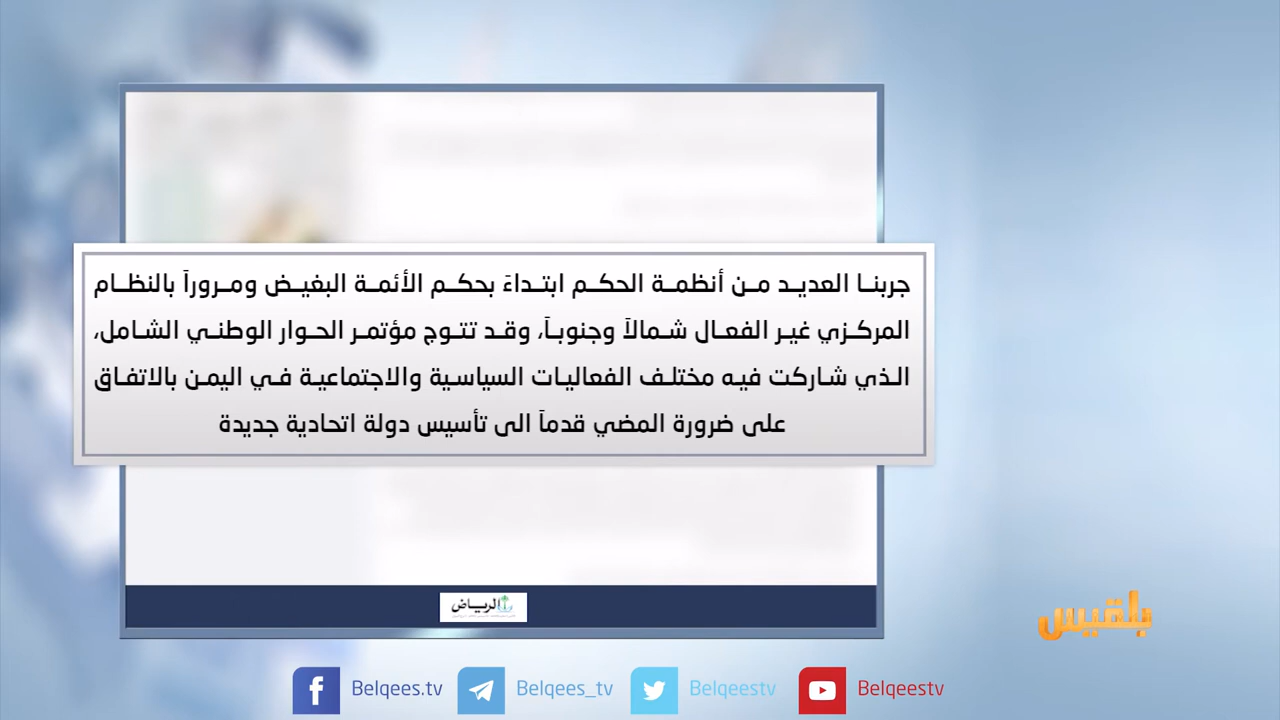 جربنا العديد من أنظمة الحكم ابتداءً بحكم الأئمة البغيض ومروراً بالنظام
المركزي غير الفعال شمالاً وجنوباً، وقد تتوج مؤتمر الحوار الوطني الشامل،
الذي شاركت فيه مختلف الفعاليات السياسية والاجتماعية في اليمن بالاتفاق
على ضرورة المضي قدماً الى تأسيس دولة اتحادية جديدة
الرياض
بلقيس
Belqees.tv Belqees_tv Belqeestv Belqeestv